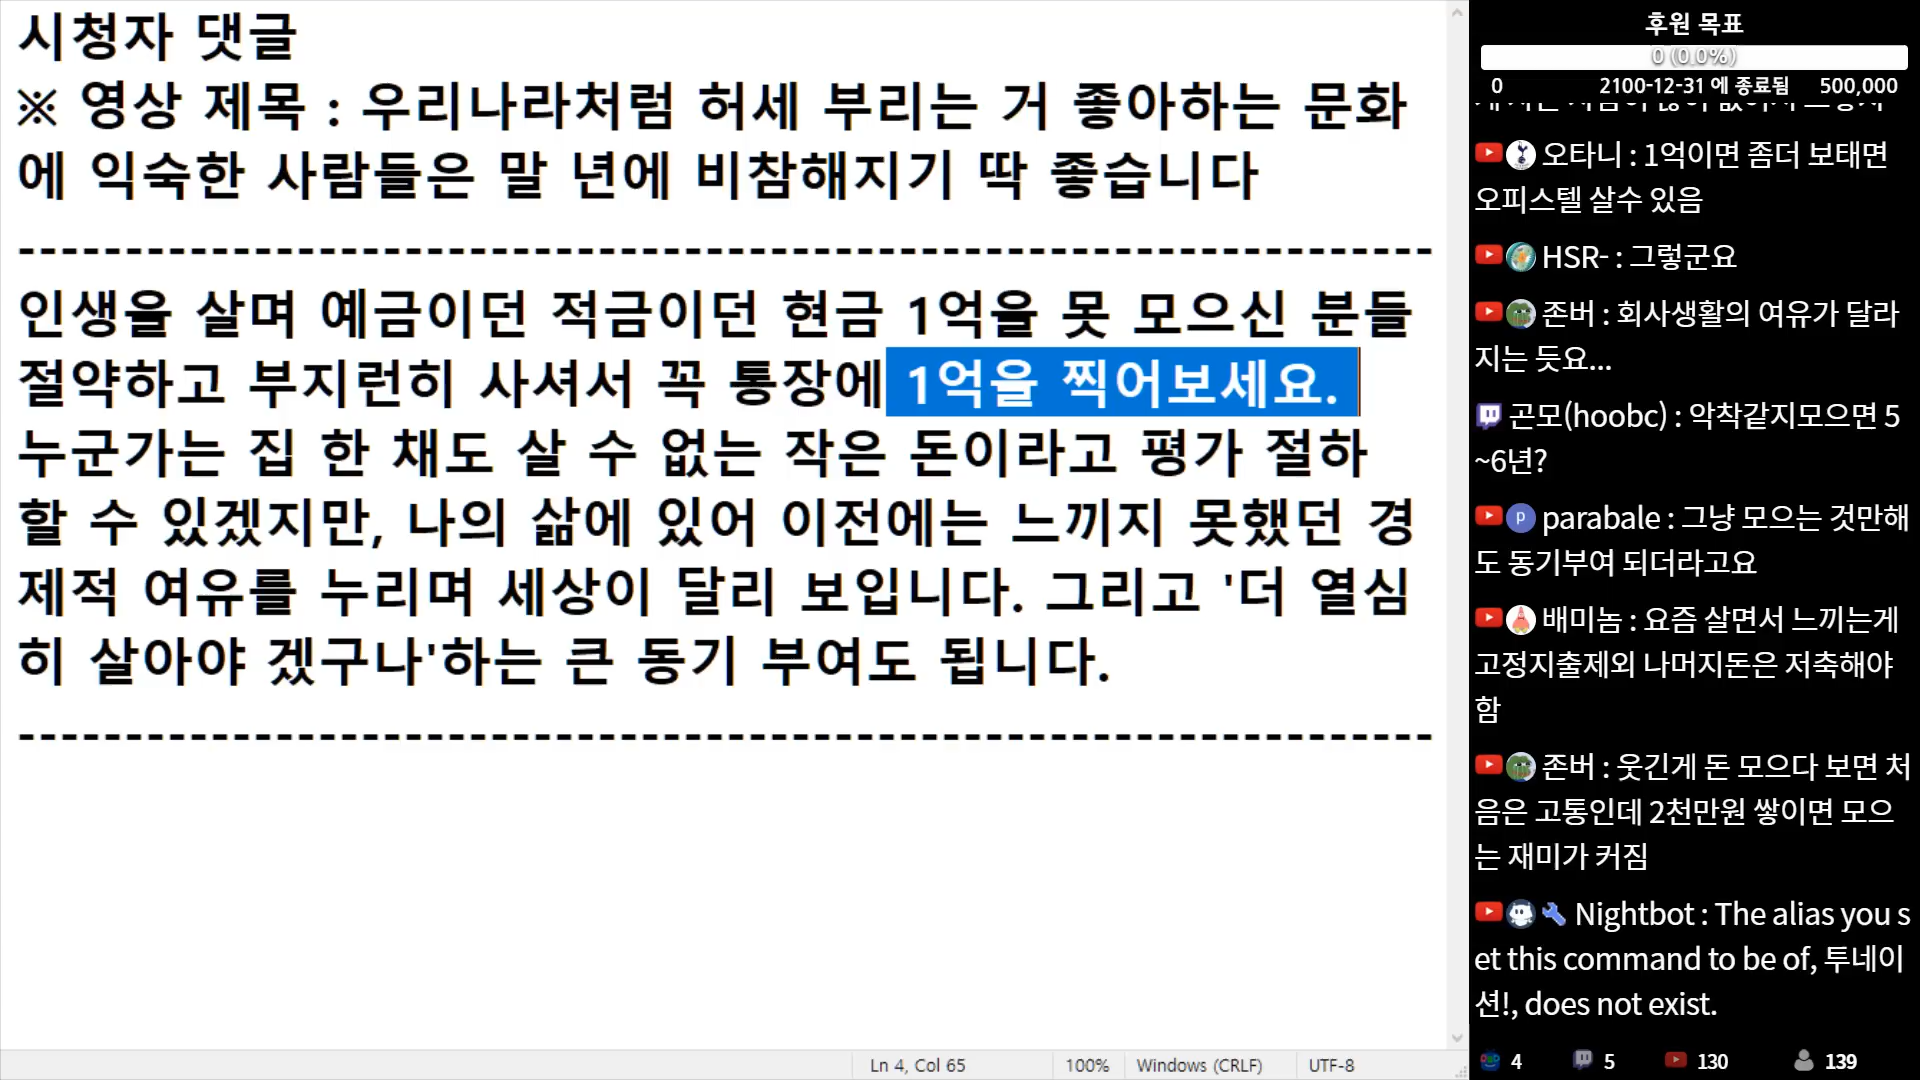 시청자 댓글
※ 영상 제목 : 우리나라처럼 허세 부리는 거 좋아하는 문화
에 익숙한 사람들은 말 년에 비참해지기 딱 좋습니다
------------------------------------------------------------------
인생을 살며 예금이던 적금이던 현금 1억을 못 모으신 분들
절약하고 부지런히 사셔서 꼭 통장에 1억을 찍어보세요.
누군가는 집 한 채도 살 수 없는 작은 돈이라고 평가 절하
할 수 있겠지만, 나의 삶에 있어 이전에는 느끼지 못했던 경
제적 여유를 누리며 세상이 달리 보입니다. 그리고 '더 열심
히 살아야 겠구나'하는 큰 동기 부여도 됩니다.
------------------------------------------------------------------
Ln 4, Col 65
100%
Windows (CRLF)
UTF-8
후원 목표
0 (0.0%)
0 2100-12-31 에 종료됨 500,000
오타니 : 1억이면 좀더 보태면
오피스텔 살수 있음
HSR- : 그렇군요
존버 : 회사생활의 여유가 달라
지는 듯요...
곤모(hoobc) : 악착같지모으면 5
~6년?
p parabale : 그냥 모으는 것만해
도 동기부여 되더라고요
배미놈 : 요즘 살면서 느끼는게
고정지출제외 나머지돈은 저축해야
함
존버 : 웃긴게 돈 모으다 보면 처
음은 고통인데 2천만원 쌓이면 모으
는 재미가 커짐
Nightbot : The alias you s
et this command to be of, 투네이
션!, does not exist.
4 5 130 139